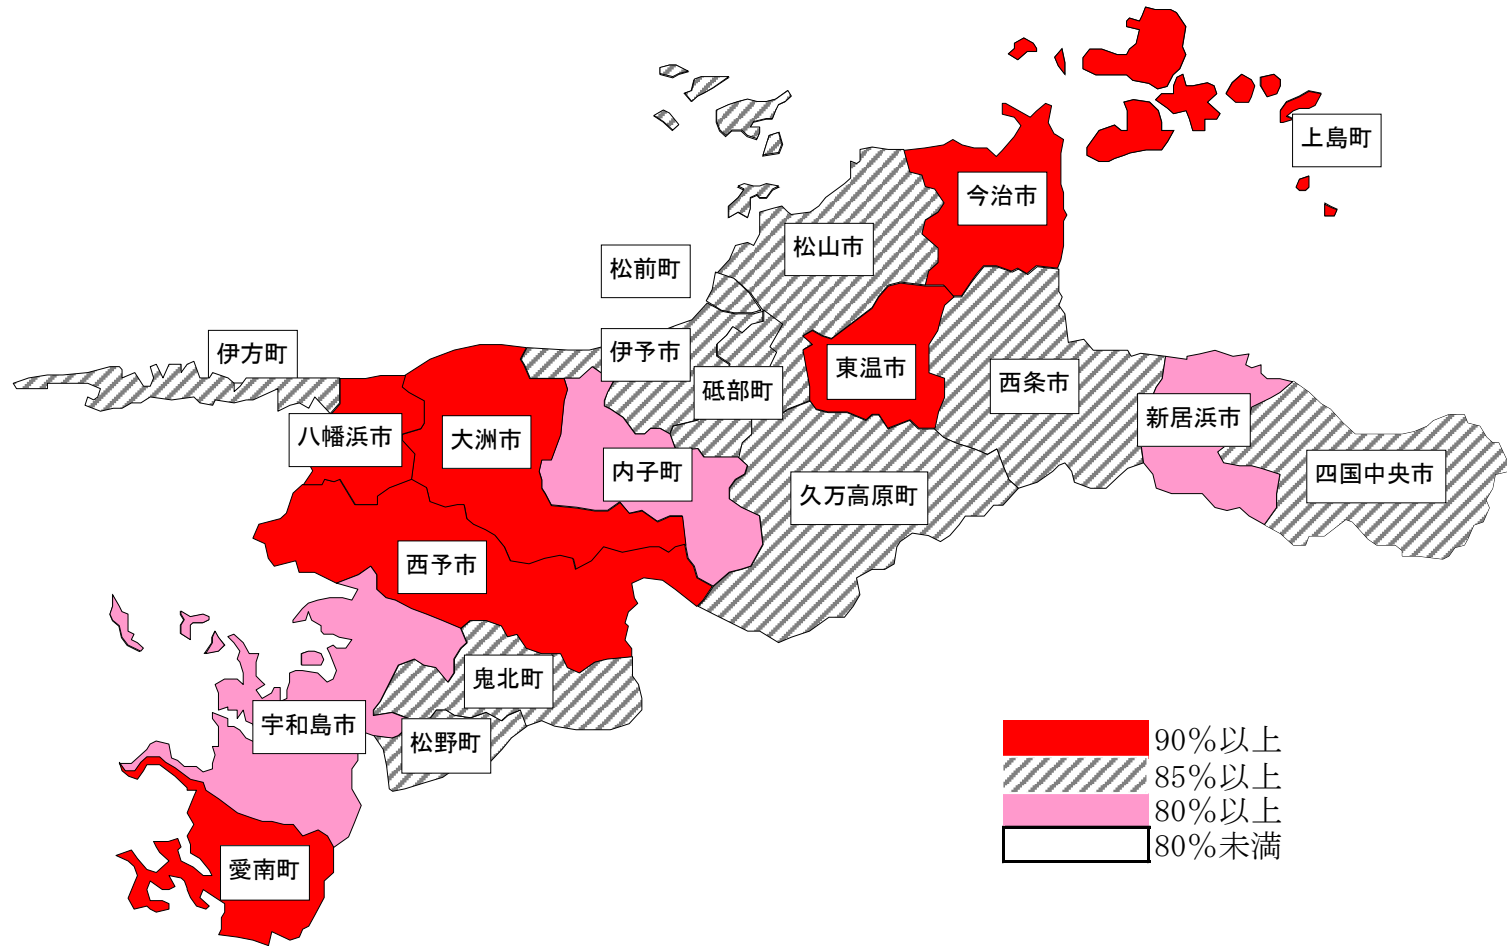 上島町
今治市
松山市
松前町
伊予市
伊方町
東温市
砥部町
西条市
新居浜市
八幡浜市
大洲市
内子町
四国中央市
久万高原町
西予市
鬼北町
宇和島市
松野町
愛南町
90%以上
85%以上
80%以上
80%未満